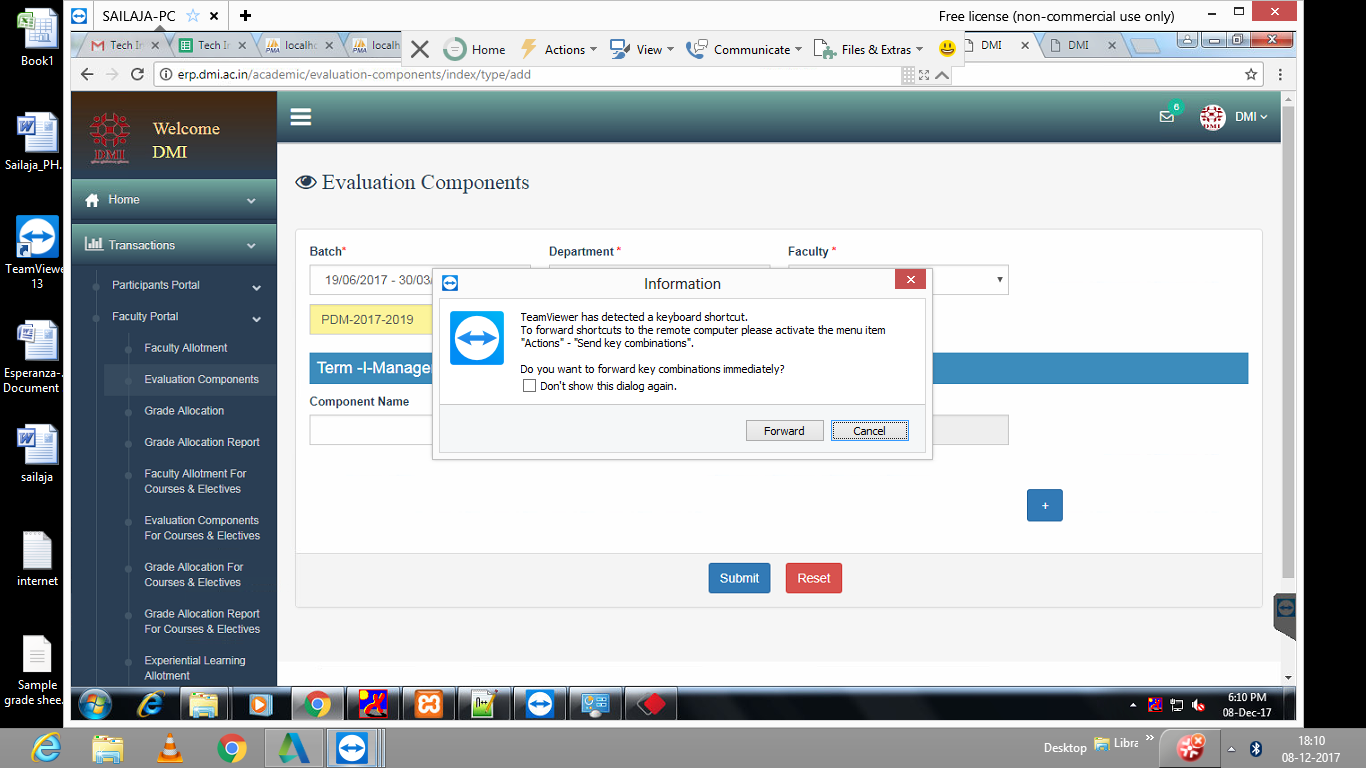 Book1
Sailaja_PH...
TeamViewer
13
Esperanza-...
Document
sailaja
internet
Sample
grade shee...
SAILAJA-PC
Free license (non-commercial use only)
Tech In
Tech In
localho
localh
Home
Actions
View
Communicate
Files & Extras
DMI
DMI
erp.dmi.ac.in/academic/evaluation-components/index/type/add
DMI
Welcome
DMI
6
DMI
DMI
Home
Transactions
Participants Portal
Faculty Portal
Faculty Allotment
Evaluation Components
Grade Allocation
Grade Allocation Report
Faculty Allotment For
Courses & Electives
Evaluation Components
For Courses & Electives
Grade Allocation For
Courses & Electives
Grade Allocation Report
For Courses & Electives
Experiential Learning
Allotment
Evaluation Components
Batch*
Department *
Faculty *
19/06/2017 - 30/03/
PDM-2017-2019
Term -I-Manage
Component Name
+
Submit
Reset
Information
TeamViewer has detected a keyboard shortcut.
To forward shortcuts to the remote computer please activate the menu item
"Actions" - "Send key combinations".
Do you want to forward key combinations immediately?
Don't show this dialog again.
Forward
Cancel
6:10 PM
08-Dec-17
Desktop
Libra
18:10
08-12-2017